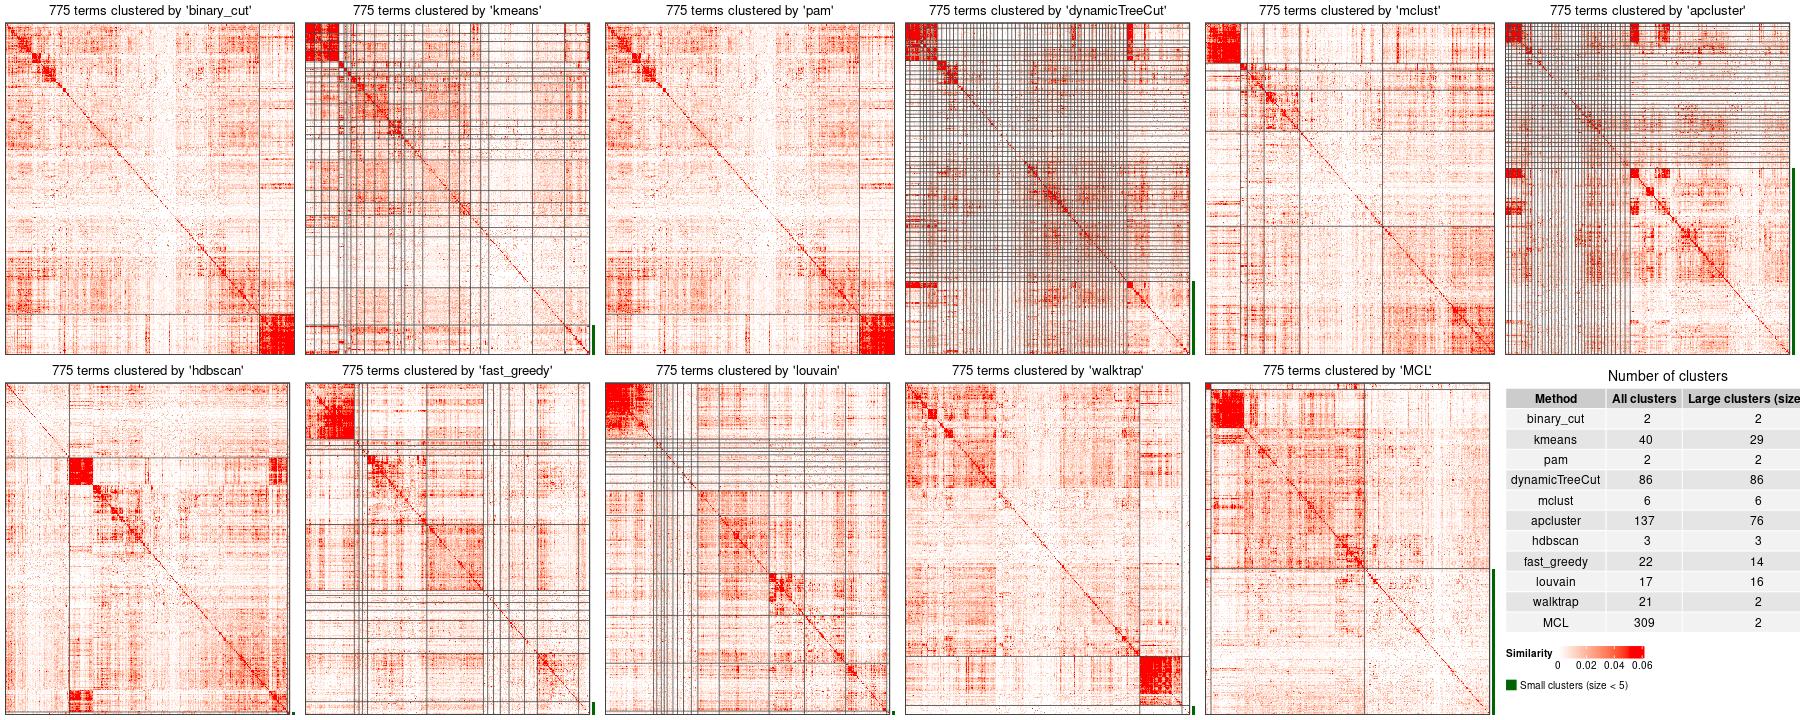 775 terms clustered by 'binary_cut'
775 terms clustered by 'kmeans'
775 terms clustered by 'pam'
775 terms clustered by 'dynamicTreeCut'
775 terms clustered by 'mclust'
775 terms clustered by 'apcluster'
775 terms clustered by 'hdbscan'
775 terms clustered by 'fast_greedy'
775 terms clustered by 'louvain'
775 terms clustered by 'walktrap'
775 terms clustered by 'MCL'
Number of clusters
Method All clusters Large clusters (size
binary_cut 2 2
kmeans 40 29
pam 2 2
dynamicTreeCut 86 86
mclust 6 6
apcluster 137 76
hdbscan 3 3
fast_greedy 22 14
louvain 17 16
walktrap 21 2
MCL 309 2
Similarity
0 0.02 0.04 0.06
Small clusters (size < 5)